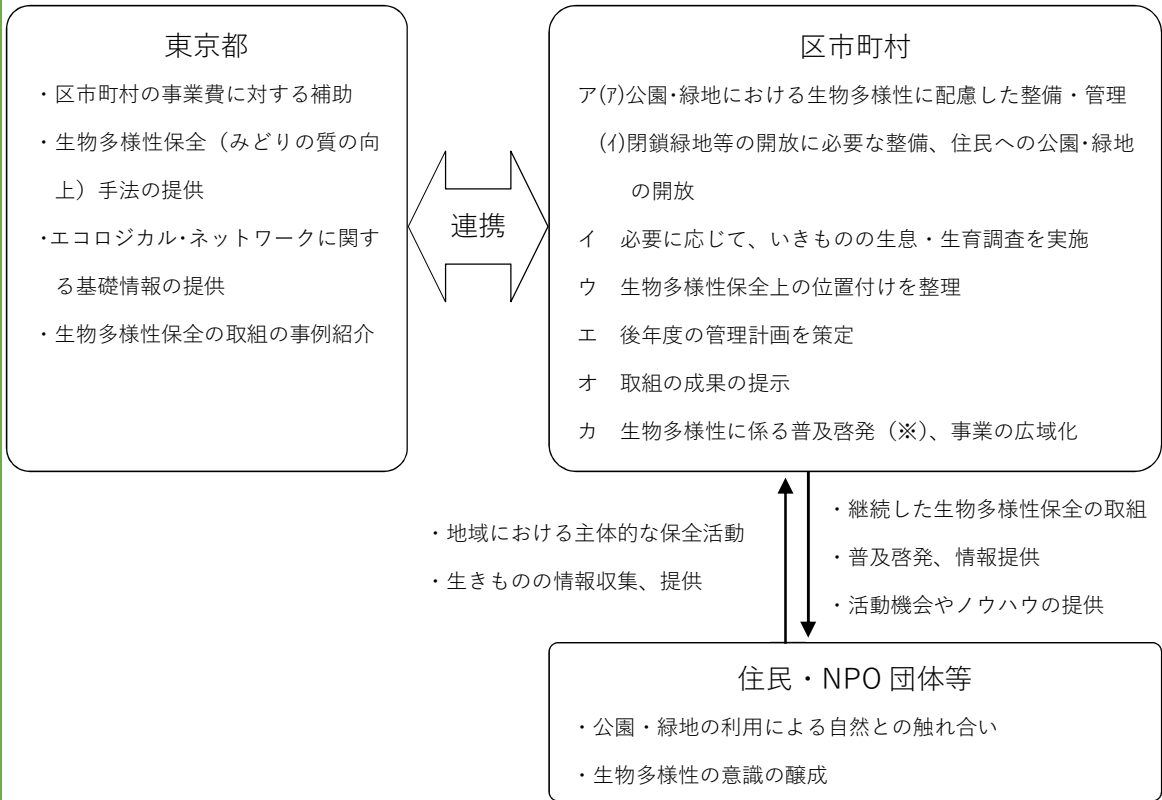 東京都
・区市町村の事業費に対する補助
・生物多様性保全（みどりの質の向
上）手法の提供
・エコロジカル・ネットワークに関す
る基礎情報の提供
・生物多様性保全の取組の事例紹介
連携
区市町村
ア(ｱ)公園・緑地における生物多様性に配慮した整備・管理
(ｲ)閉鎖緑地等の開放に必要な整備、住民への公園・緑地
の開放
イ　必要に応じて、いきものの生息・生育調査を実施
ウ　生物多様性保全上の位置付けを整理
エ　後年度の管理計画を策定
オ　取組の成果の提示
カ　生物多様性に係る普及啓発（※）、事業の広域化
・地域における主体的な保全活動
・生きものの情報収集、提供
・継続した生物多様性保全の取組
・普及啓発、情報提供
・活動機会やノウハウの提供
住民・NPO 団体等
・公園・緑地の利用による自然との触れ合い
・生物多様性の意識の醸成